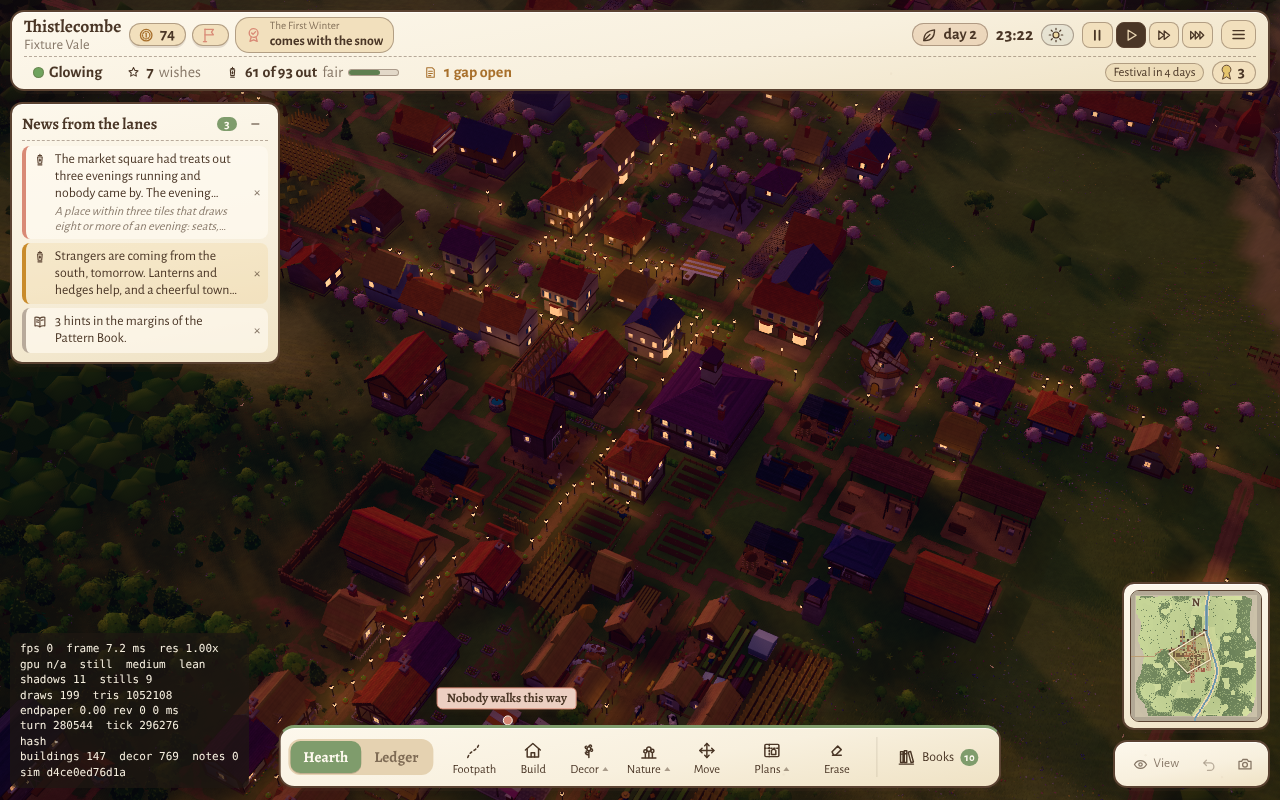 Thistlecombe
Fixture Vale
74
The First Winter
comes with the snow
day 2
23:22
Glowing
7 wishes
61 of 93 out fair
1 gap open
Festival in 4 days
3
News from the lanes
3
The market square had treats out
three evenings running and
nobody came by. The evening…
A place within three tiles that draws
eight or more of an evening: seats,…
Strangers are coming from the
south, tomorrow. Lanterns and
hedges help, and a cheerful town…
3 hints in the margins of the
Pattern Book.
fps 0 frame 7.2 ms res 1.00x
gpu n/a still medium lean
shadows 11 stills 9
draws 199 tris 1052108
endpaper 0.00 rev 0 0 ms
turn 280544 tick 296276
hash -
buildings 147 decor 769 notes 0
sim d4ce0ed76d1a
Nobody walks this way
Hearth
Ledger
Footpath
Build
Decor
Nature
Move
Plans
Erase
Books 10
N
View